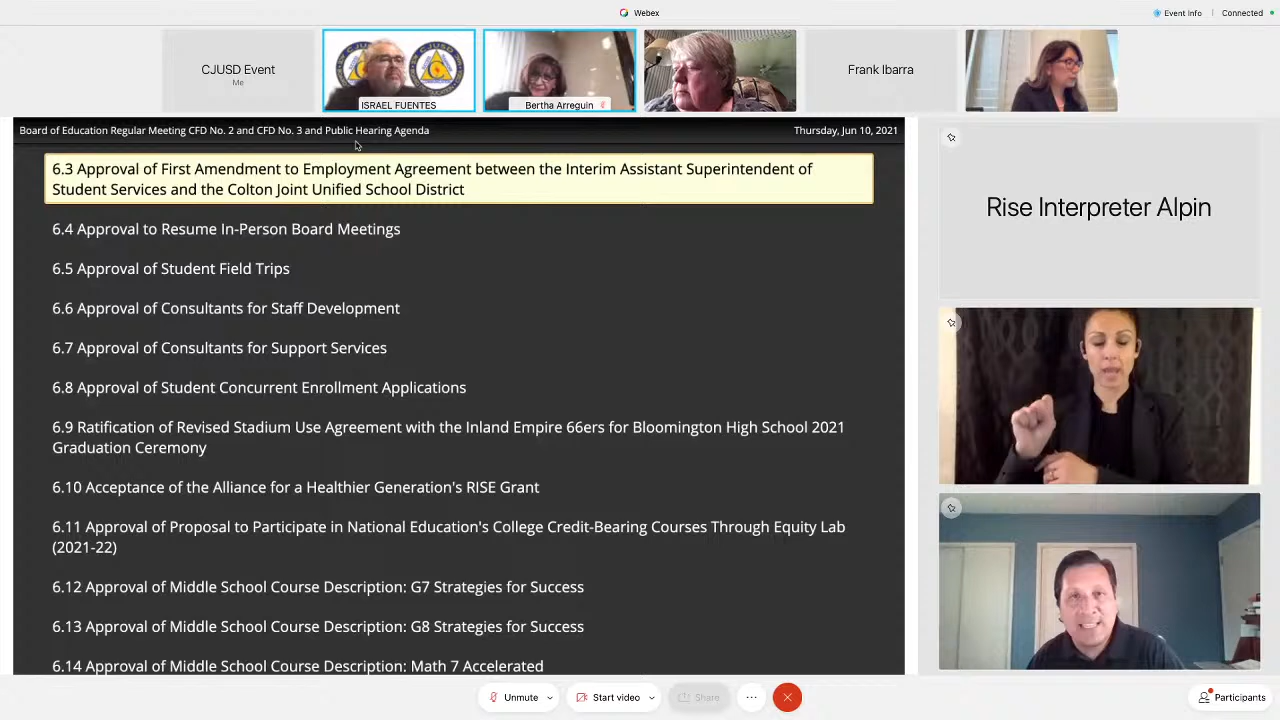 Webex
Event Info
Connected
CJUSD Event
Me
CJUSD
CJUSD
ISRAEL FUENTES
Bertha Arreguin
Frank Ibarra
Board of Education Regular Meeting CFD No. 2 and CFD No. 3 and Public Hearing Agenda
Thursday, Jun 10, 2021
6.3 Approval of First Amendment to Employment Agreement between the Interim Assistant Superintendent of
Student Services and the Colton Joint Unified School District
6.4 Approval to Resume In-Person Board Meetings
6.5 Approval of Student Field Trips
6.6 Approval of Consultants for Staff Development
6.7 Approval of Consultants for Support Services
6.8 Approval of Student Concurrent Enrollment Applications
6.9 Ratification of Revised Stadium Use Agreement with the Inland Empire 66ers for Bloomington High School 2021
Graduation Ceremony
6.10 Acceptance of the Alliance for a Healthier Generation's RISE Grant
6.11 Approval of Proposal to Participate in National Education's College Credit-Bearing Courses Through Equity Lab
(2021-22)
6.12 Approval of Middle School Course Description: G7 Strategies for Success
6.13 Approval of Middle School Course Description: G8 Strategies for Success
6.14 Approval of Middle School Course Description: Math 7 Accelerated
Rise Interpreter Alpin
Unmute
Start video
Share
Participants